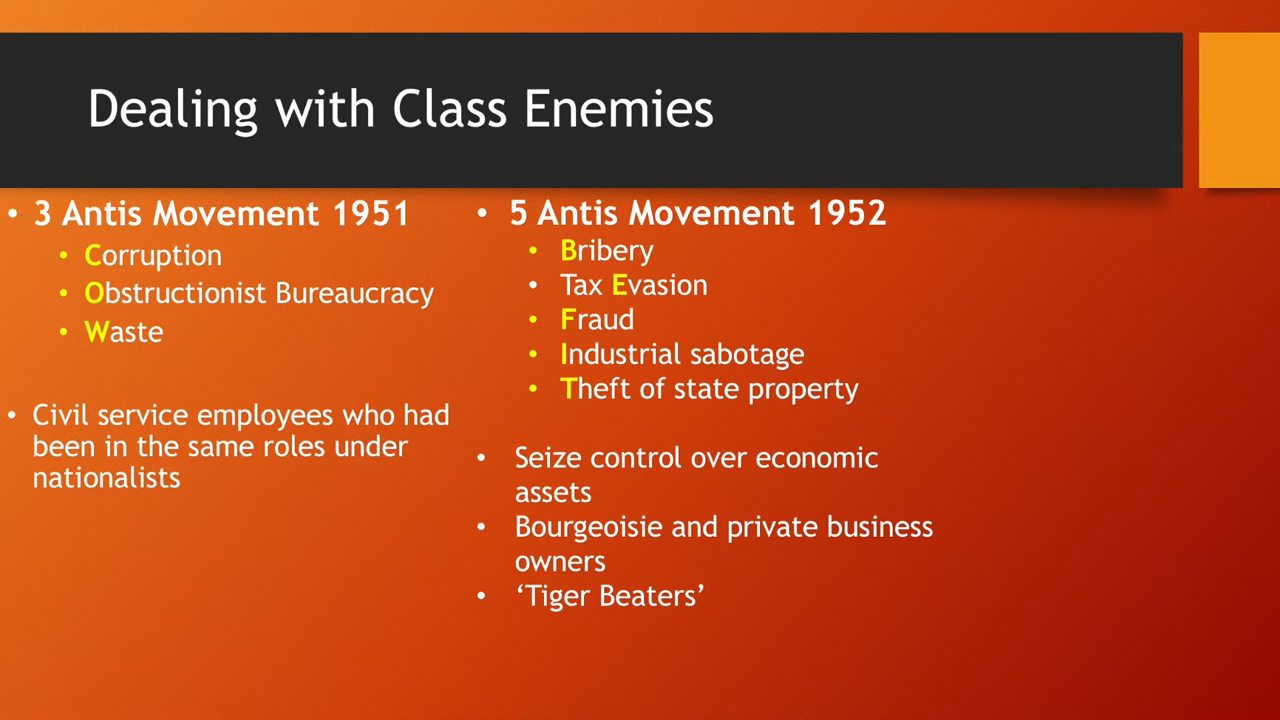 Dealing with Class Enemies
• 3 Antis Movement 1951
• Corruption
• Obstructionist Bureaucracy
• Waste
• Civil service employees who had
been in the same roles under
nationalists
• 5 Antis Movement 1952
• Bribery
• Tax Evasion
• Fraud
• Industrial sabotage
• Theft of state property
• Seize control over economic
assets
• Bourgeoisie and private business
owners
• ‘Tiger Beaters’